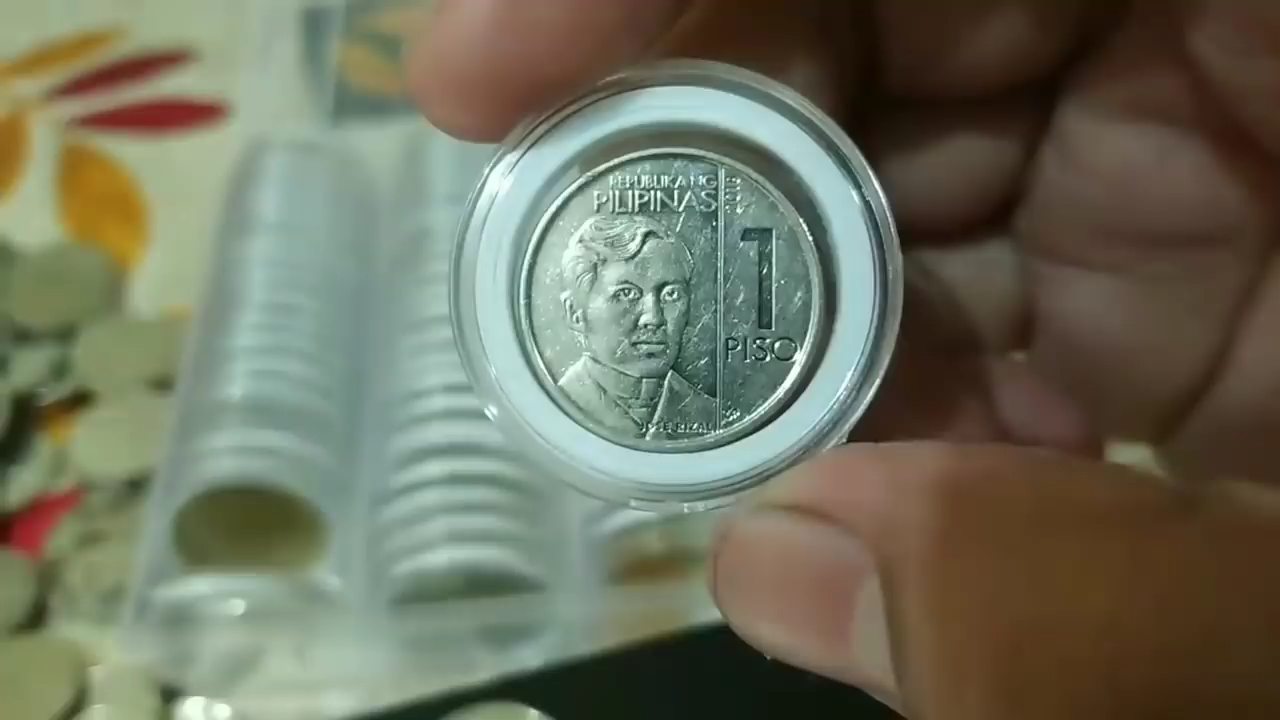 REPUBLIKA NG
PILIPINAS
1
PISO
JOSE RIZAL